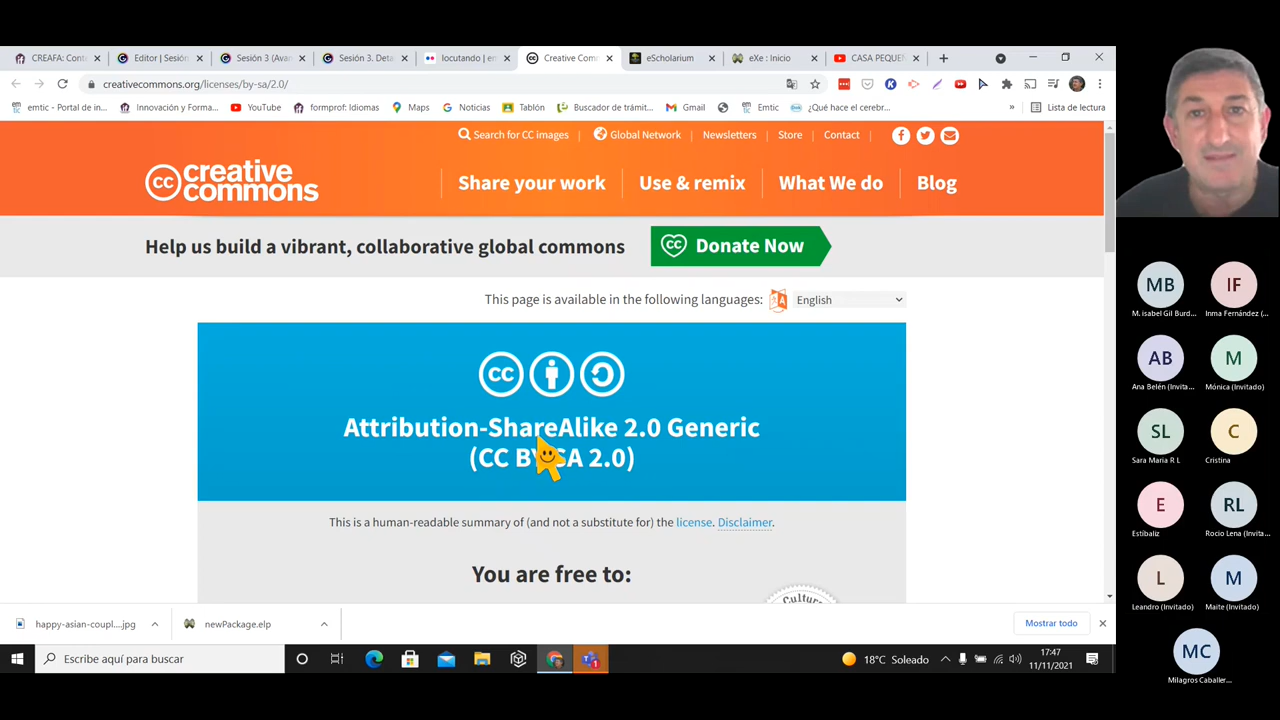 CREAFA: Cont
Editor | Sesión
Sesión 3 (Avan
Sesión 3. Deta
locutando | en
Creative Com
eScholarium
eXe : Inicio
CASA PEQUEÑ
creativecommons.org/licenses/by-sa/2.0/
emtic - Portal de in...
Innovación y Forma...
YouTube
formprof: Idiomas
Maps
Noticias
Tablón
Buscador de trámit...
Gmail
Emtic
¿Qué hace el cerebr...
»
Lista de lectura
Search for CC images
Global Network
Newsletters
Store
Contact
cc creative commons
Share your work
Use & remix
What We do
Blog
Help us build a vibrant, collaborative global commons
Donate Now
This page is available in the following languages:
English
Attribution-ShareAlike 2.0 Generic
(CC BY-SA 2.0)
This is a human-readable summary of (and not a substitute for) the license. Disclaimer.
You are free to:
happy-asian-coupl....jpg
newPackage.elp
Mostrar todo
Escribe aquí para buscar
18°C Soleado
17:47
11/11/2021
MB
M. isabel Gil Burd...
IF
Inma Fernández (...
AB
Ana Belén (Invita...
M
Mónica (Invitado)
SL
Sara Maria R L
C
Cristina
E
Estíbaliz
RL
Rocio Lena (Invita...
L
Leandro (Invitado)
M
Maite (Invitado)
MC
Milagros Caballer...